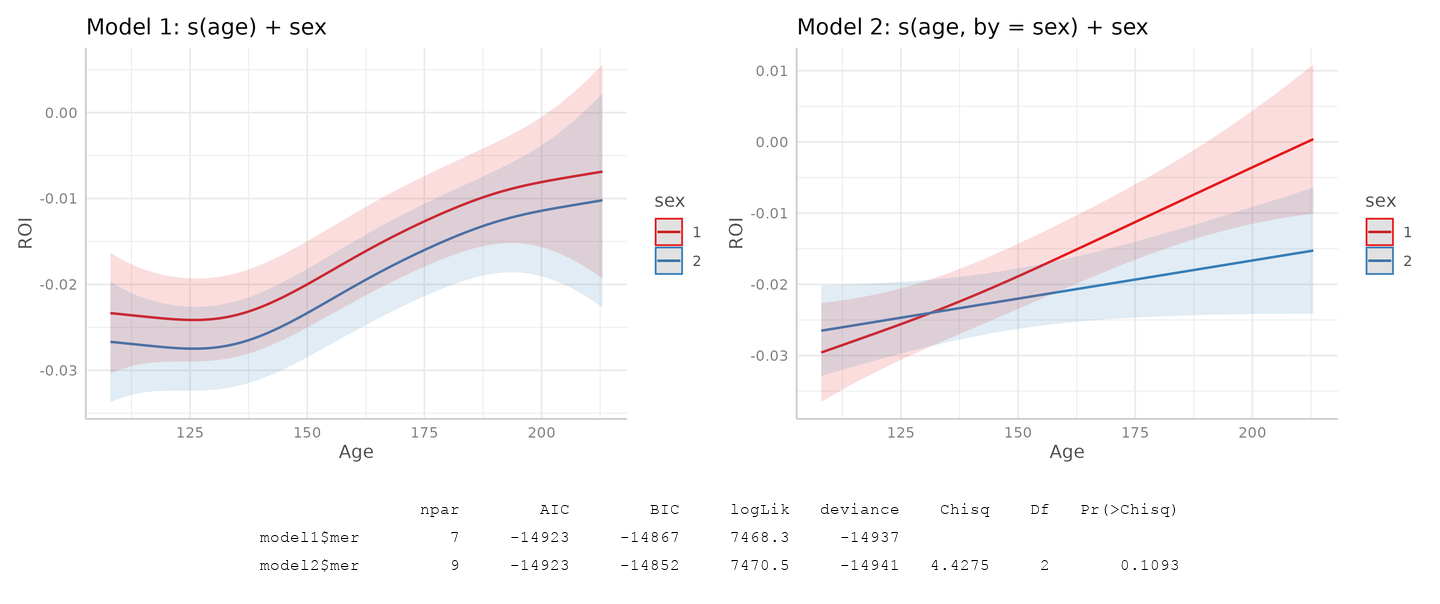 Model 1: s(age) + sex
0.00
-0.01
-0.02
-0.03
ROI
125 150 175 200
Age
sex
1
2
Model 2: s(age, by = sex) + sex
0.01
0.00
-0.01
-0.02
-0.03
ROI
125 150 175 200
Age
sex
1
2
npar AIC BIC logLik deviance Chisq Df Pr(>Chisq)
model1$mer 7 -14923 -14867 7468.3 -14937
model2$mer 9 -14923 -14852 7470.5 -14941 4.4275 2 0.1093